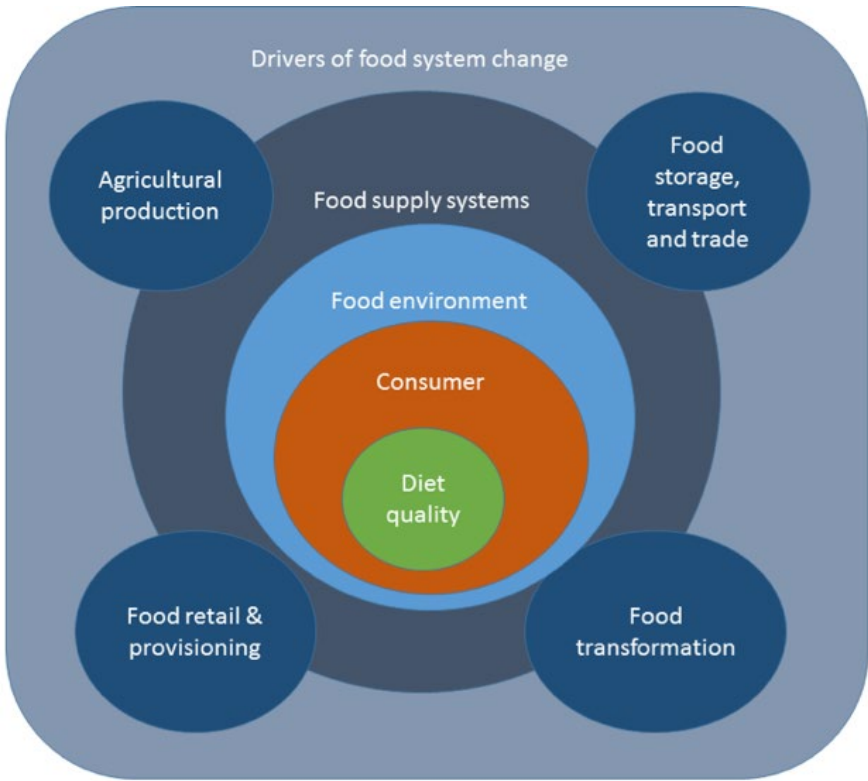 Drivers of food system change
Agricultural
production
Food
storage,
transport
and trade
Food supply systems
Food environment
Consumer
Diet
quality
Food retail &
provisioning
Food
transformation